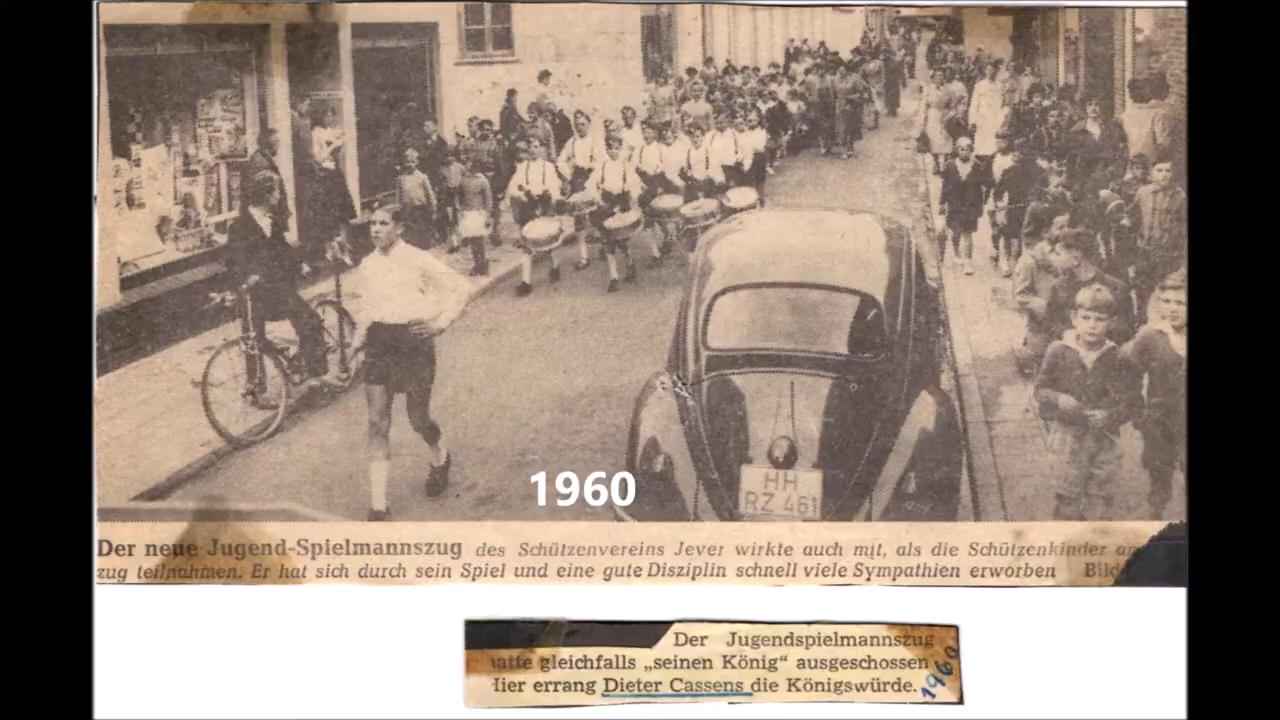 1960
HH
RZ 461
Der neue Jugend-Spielmannszug des Schützenvereins Jever wirkte auch mit, als die Schützenkinder
zug teilnahmen. Er hat sich durch sein Spiel und eine gute Disziplin schnell viele Sympathien erworben Bild
Der Jugendspielmannszug
gleichfalls „seinen König“ ausgeschossen
errang Dieter Cassens die Königswürde.
1960